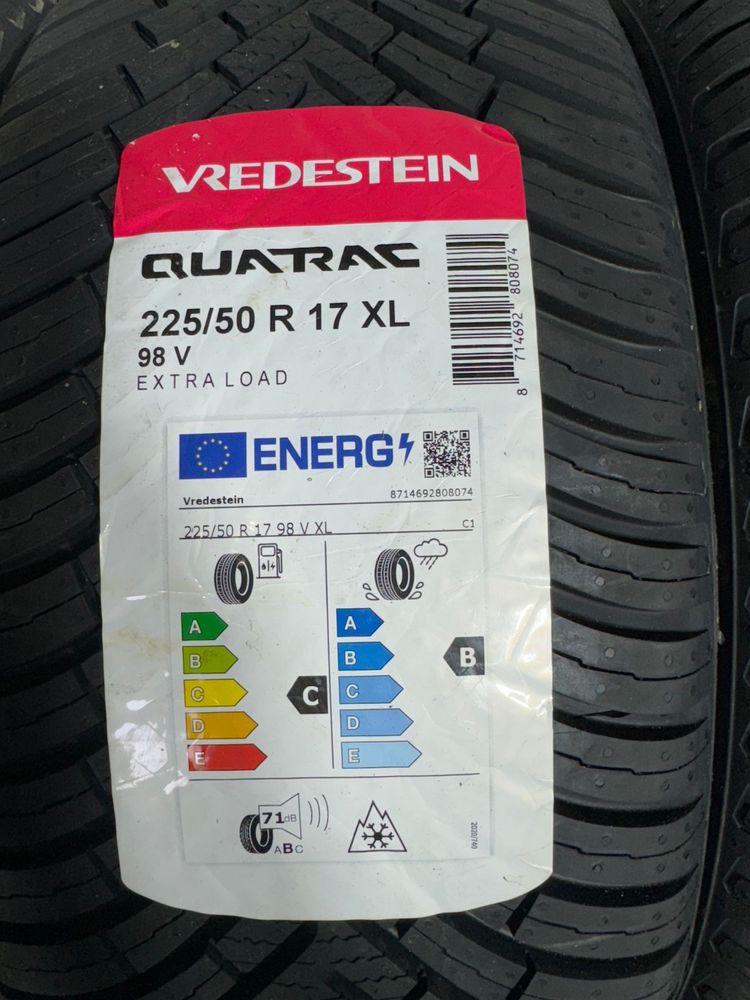 VREDESTEIN
QUATRAC
225/50 R 17 XL
98 V
EXTRA LOAD
8 714692 808074
ENERG
Vredestein
8714692808074
225/50 R 17 98 V XL
C1
A
B
C
D
E
C
A
B
C
D
E
B
71dB
ABC
2020/740